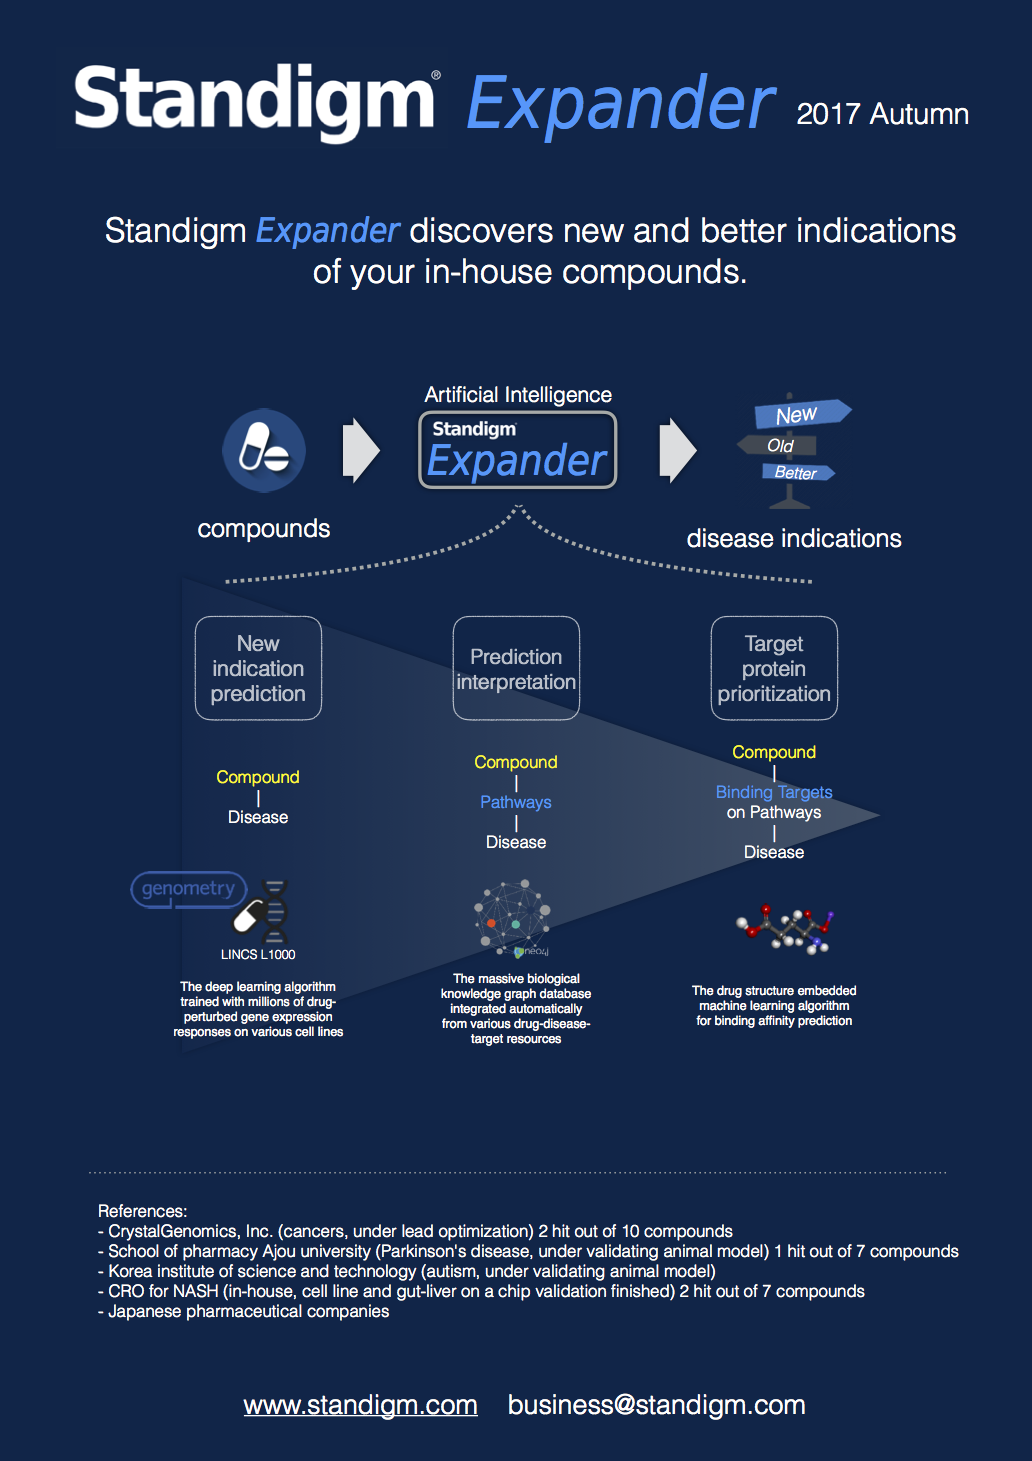 Standigm® Expander 2017 Autumn
Standigm Expander discovers new and better indications
of your in-house compounds.
Artificial Intelligence
Standigm
Expander
New
Old
Better
compounds
disease indications
New
indication
prediction
Compound
Disease
genometry
LINCS L1000
The deep learning algorithm
trained with millions of drug-
perturbed gene expression
responses on various cell lines
Prediction
interpretation
Compound
Pathways
Disease
neo4j
The massive biological
knowledge graph database
integrated automatically
from various drug-disease-
target resources
Target
protein
prioritization
Compound
Binding Targets
on Pathways
Disease
The drug structure embedded
machine learning algorithm
for binding affinity prediction
References:
- CrystalGenomics, Inc. (cancers, under lead optimization) 2 hit out of 10 compounds
- School of pharmacy Ajou university (Parkinson's disease, under validating animal model) 1 hit out of 7 compounds
- Korea institute of science and technology (autism, under validating animal model)
- CRO for NASH (in-house, cell line and gut-liver on a chip validation finished) 2 hit out of 7 compounds
- Japanese pharmaceutical companies
www.standigm.com business@standigm.com